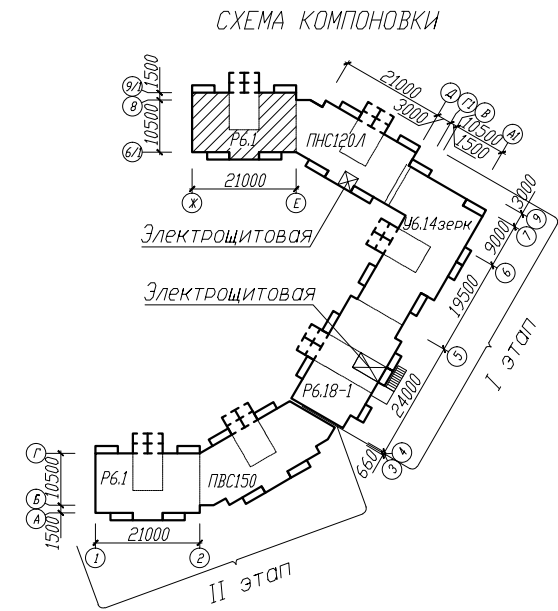 СХЕМА КОМПОНОВКИ
1500
10500
9/1
8
6/1
Р6.1
21000
Ж
Е
ПНС120Л
21000
3000
10500
1500
Д
Г1
В
А1
Электрощитовая
У6.14зерк
3000
9000
19500
24000
660
9
7
6
5
4
3
I этап
Электрощитовая
Р6.18-1
Г
Б
А
10500
1500
Р6.1
21000
1
2
ПВС150
II этап